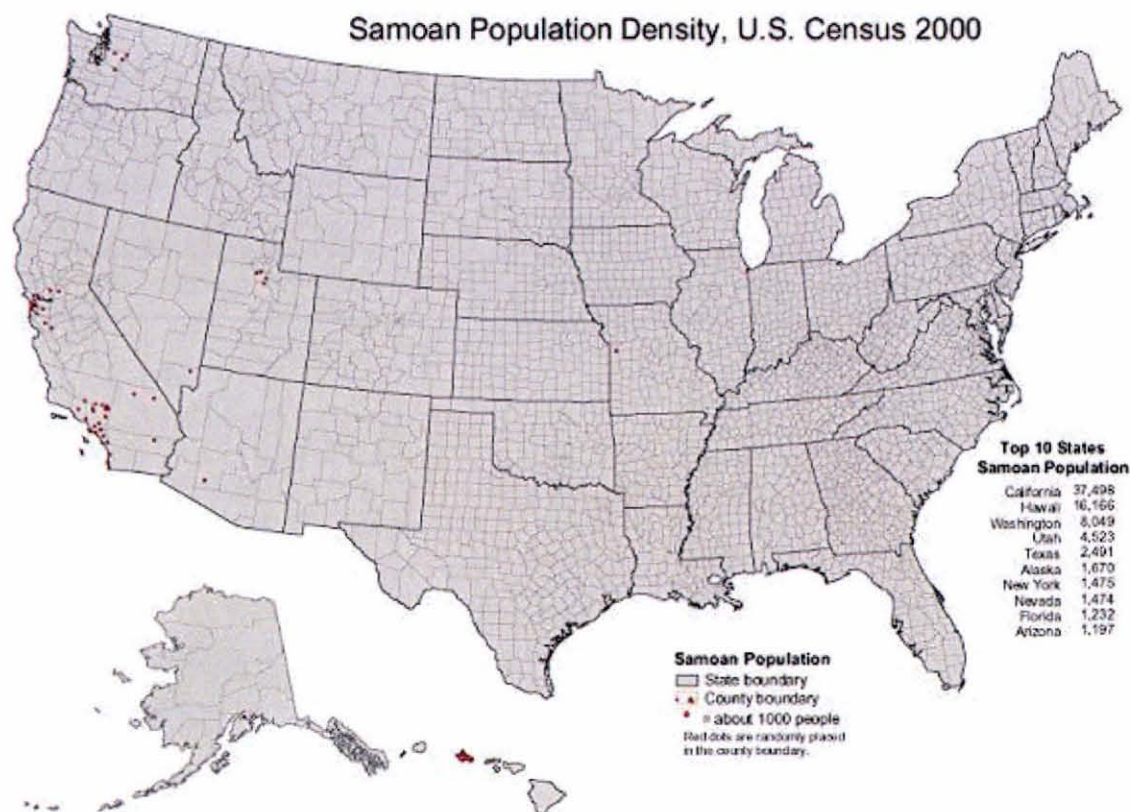 Samoan Population Density, U.S. Census 2000
Top 10 States
Samoan Population
California 37,498
Hawaii 16,166
Washington 8,049
Utah 4,523
Texas 2,491
Alaska 1,670
New York 1,475
Nevada 1,474
Florida 1,232
Arizona 1,197
Samoan Population
State boundary
County boundary
= about 1000 people
Red dots are randomly placed
in the county boundary.